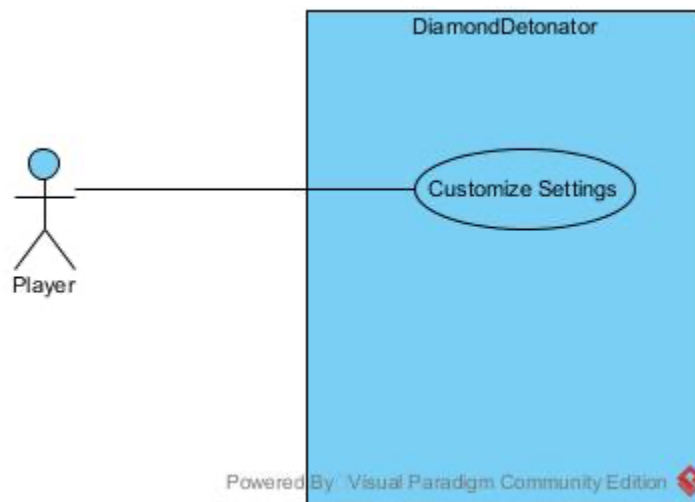 DiamondDetonator
Customize Settings
Player
Powered By Visual Paradigm Community Edition